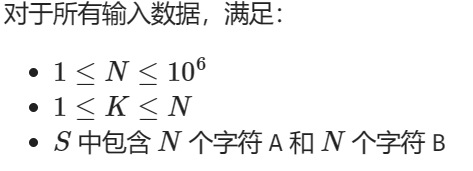 对于所有输入数据，满足：
• 1 ≤ N ≤ 10⁶
• 1 ≤ K ≤ N
• S 中包含 N 个字符 A 和 N 个字符 B